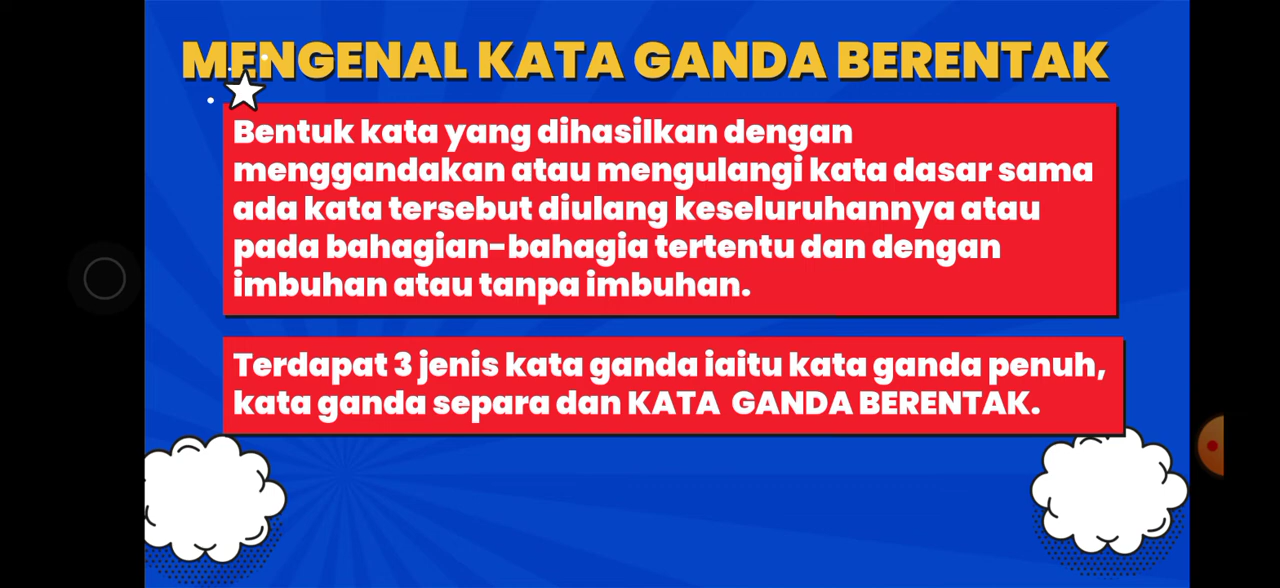 MENGENAL KATA GANDA BERENTAK
Bentuk kata yang dihasilkan dengan
menggandakan atau mengulangi kata dasar sama
ada kata tersebut diulang keseluruhannya atau
pada bahagian-bahagia tertentu dan dengan
imbuhan atau tanpa imbuhan.
Terdapat 3 jenis kata ganda iaitu kata ganda penuh,
kata ganda separa dan KATA GANDA BERENTAK.